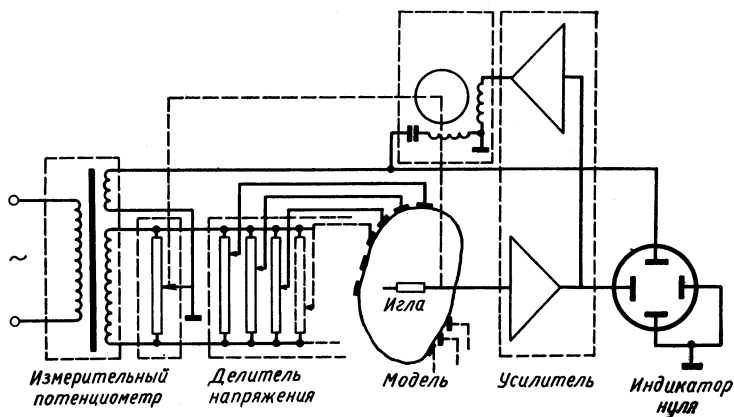 ~
Игла
Измерительный
потенциометр
Делитель
напряжения
Модель
Усилитель
Индикатор
нуля